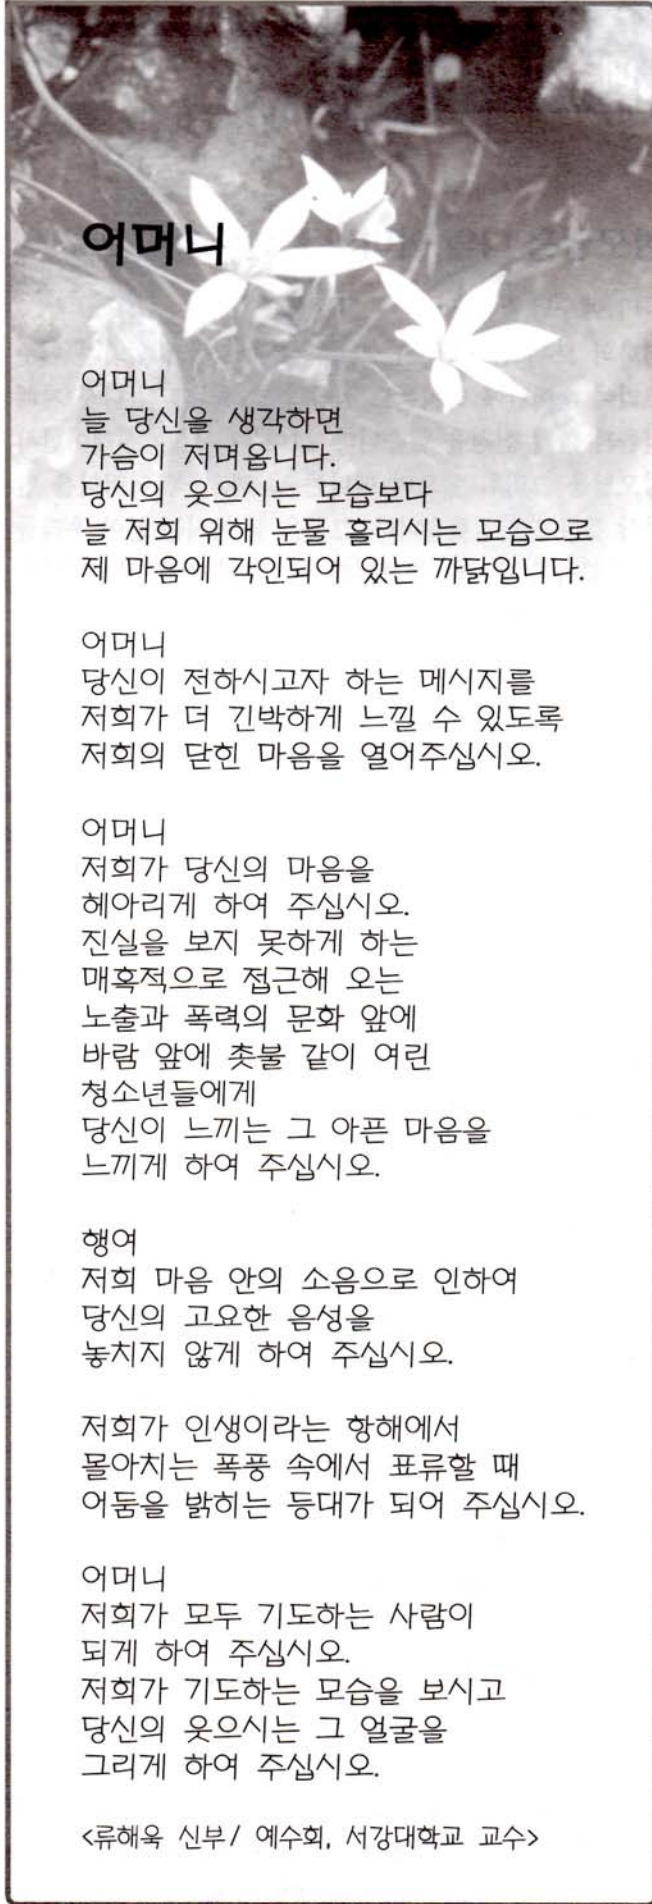 어머니
어머니
늘 당신을 생각하면
가슴이 저며옵니다.
당신의 웃으시는 모습보다
늘 저희 위해 눈물 흘리시는 모습으로
제 마음에 각인되어 있는 까닭입니다.
어머니
당신이 전하시고자 하는 메시지를
저희가 더 긴박하게 느낄 수 있도록
저희의 닫힌 마음을 열어주십시오.
어머니
저희가 당신의 마음을
헤아리게 하여 주십시오.
진실을 보지 못하게 하는
매혹적으로 접근해 오는
노출과 폭력의 문화 앞에
바람 앞에 촛불 같이 여린
청소년들에게
당신이 느끼는 그 아픈 마음을
느끼게 하여 주십시오.
행여
저희 마음 안의 소음으로 인하여
당신의 고요한 음성을
놓치지 않게 하여 주십시오.
저희가 인생이라는 항해에서
몰아치는 폭풍 속에서 표류할 때
어둠을 밝히는 등대가 되어 주십시오.
어머니
저희가 모두 기도하는 사람이
되게 하여 주십시오.
저희가 기도하는 모습을 보시고
당신의 웃으시는 그 얼굴을
그리게 하여 주십시오.
<류해욱 신부/ 예수회, 서강대학교 교수>